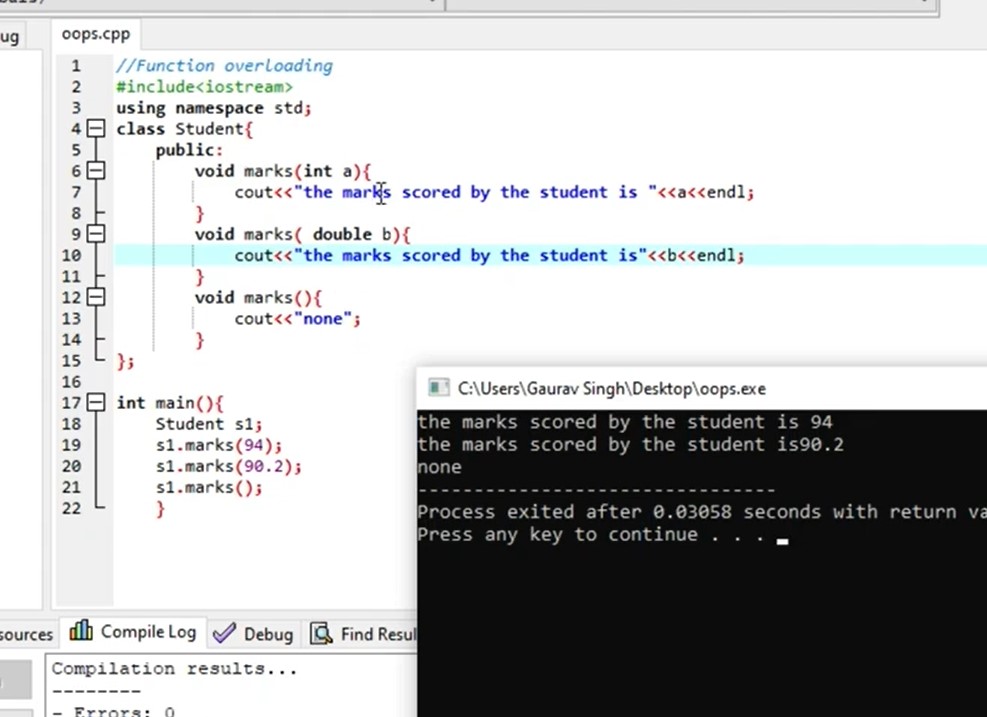 ug
oops.cpp
1 //Function overloading
2 #include<iostream>
3 using namespace std;
4 class Student{
5 public:
6 void marks(int a){
7 cout<<"the marks scored by the student is "<<a<<endl;
8 }
9 void marks( double b){
10 cout<<"the marks scored by the student is"<<b<<endl;
11 }
12 void marks(){
13 cout<<"none";
14 }
15 };
16
17 int main(){
18 Student s1;
19 s1.marks(94);
20 s1.marks(90.2);
21 s1.marks();
22 }
C:\Users\Gaurav Singh\Desktop\oops.exe
the marks scored by the student is 94
the marks scored by the student is90.2
none
--------------------------------
Process exited after 0.03058 seconds with return va
Press any key to continue . . .
sources Compile Log Debug Find Resul
Compilation results...
--------
- Errors: 0